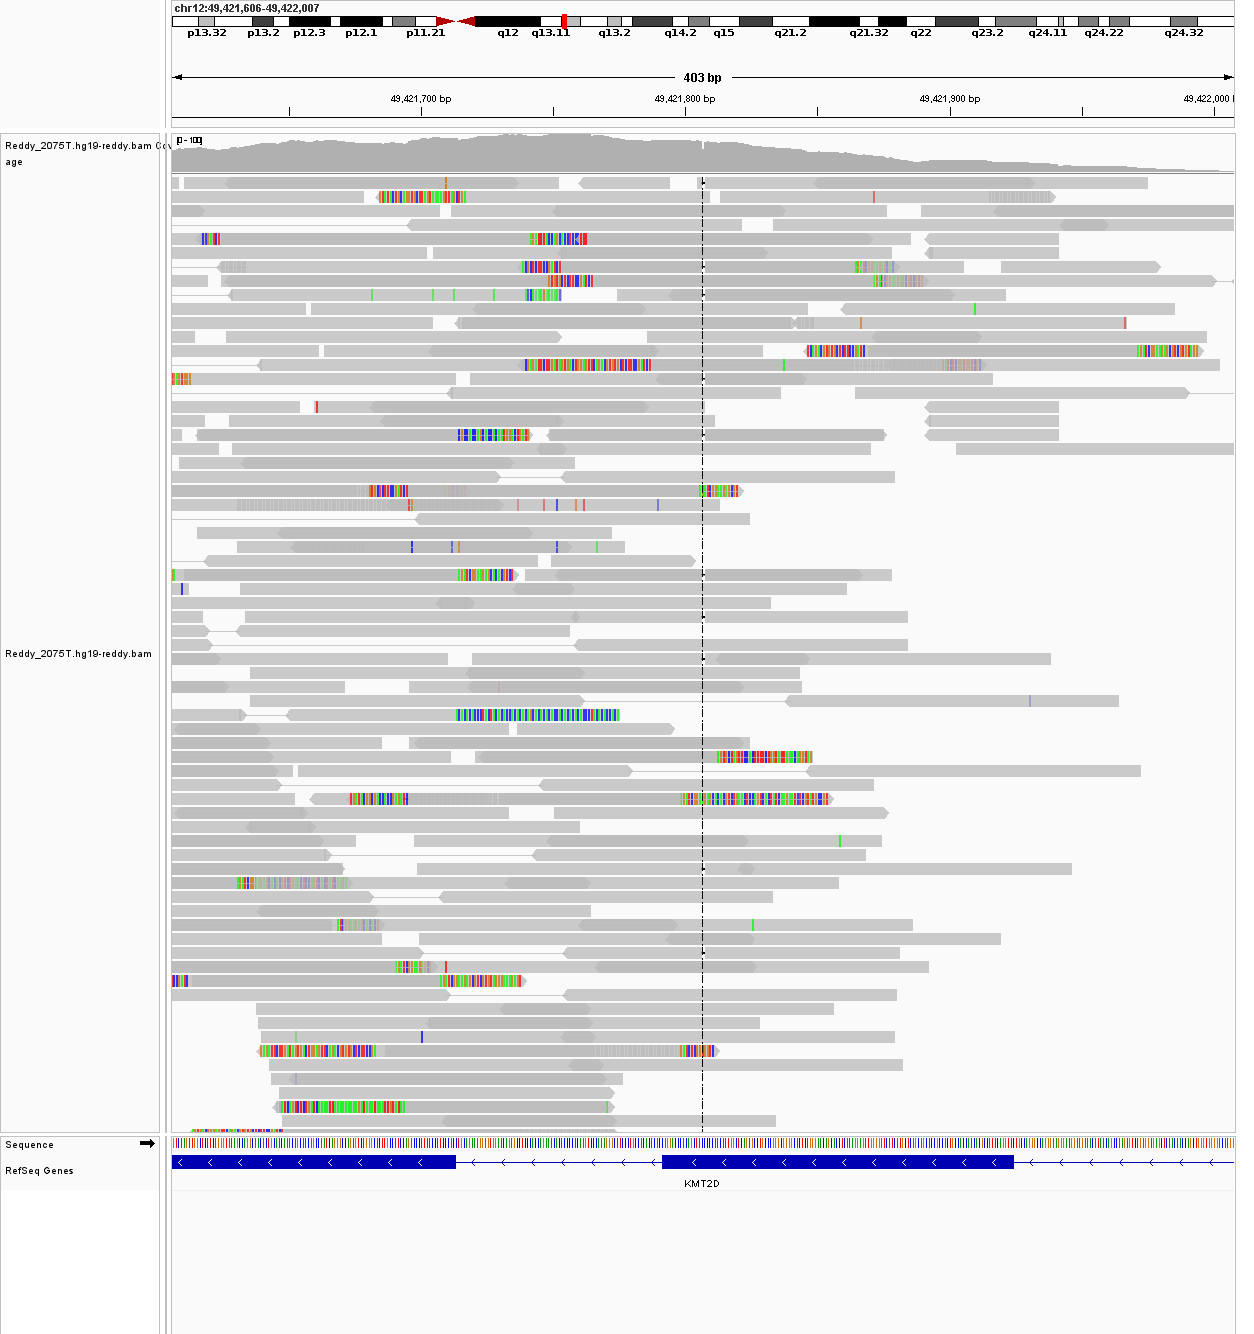 chr12:49,421,606-49,422,007
p13.32 p13.2 p12.3 p12.1 p11.21 q12 q13.11 q13.2 q14.2 q15 q21.2 q21.32 q22 q23.2 q24.11 q24.22 q24.32
403 bp
49,421,700 bp 49,421,800 bp 49,421,900 bp 49,422,000
[0 - 100]
Reddy_2075T.hg19-reddy.bam Cov
age
Reddy_2075T.hg19-reddy.bam
Sequence
RefSeq Genes
KMT2D